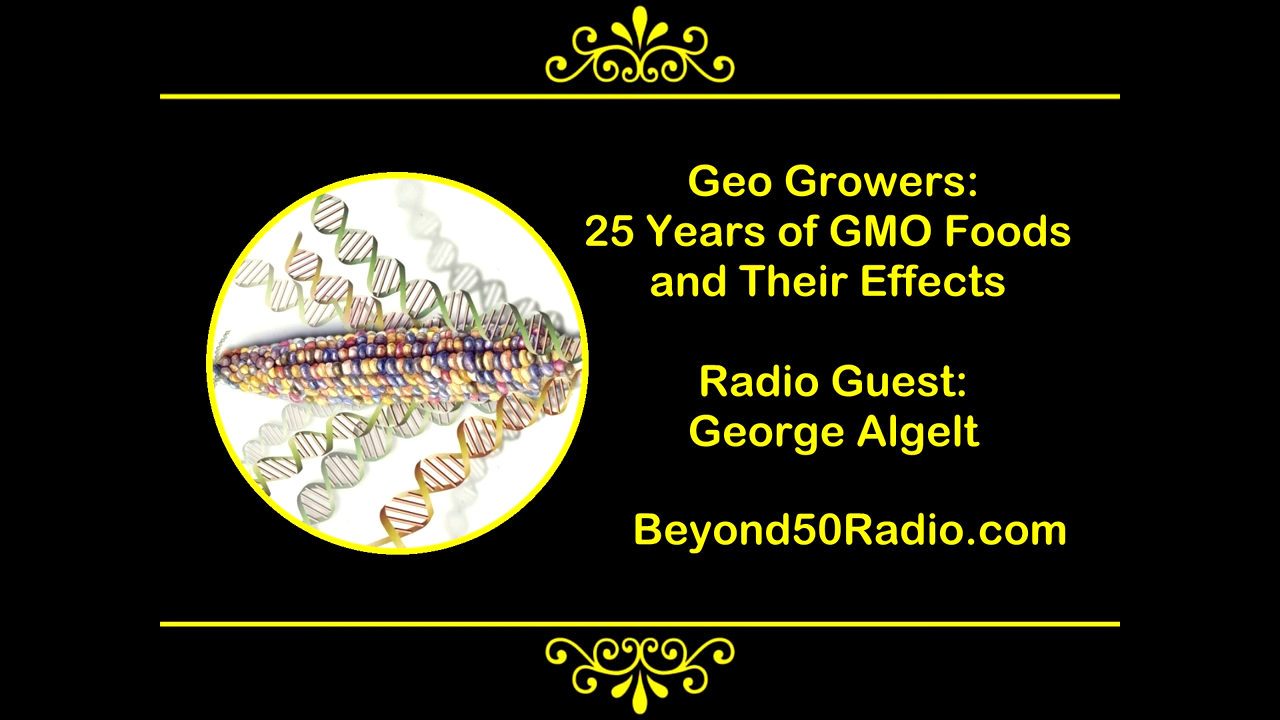 Geo Growers:
25 Years of GMO Foods
and Their Effects
Radio Guest:
George Algelt
Beyond50Radio.com